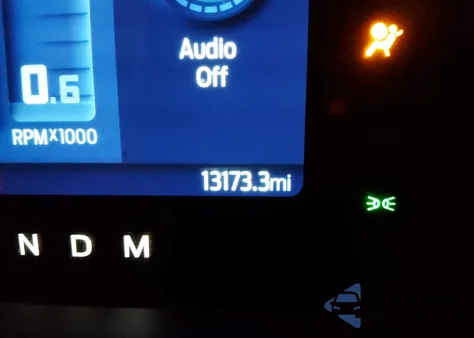 Audio
Off
0.6
RPMX1000
13173.3mi
N D M